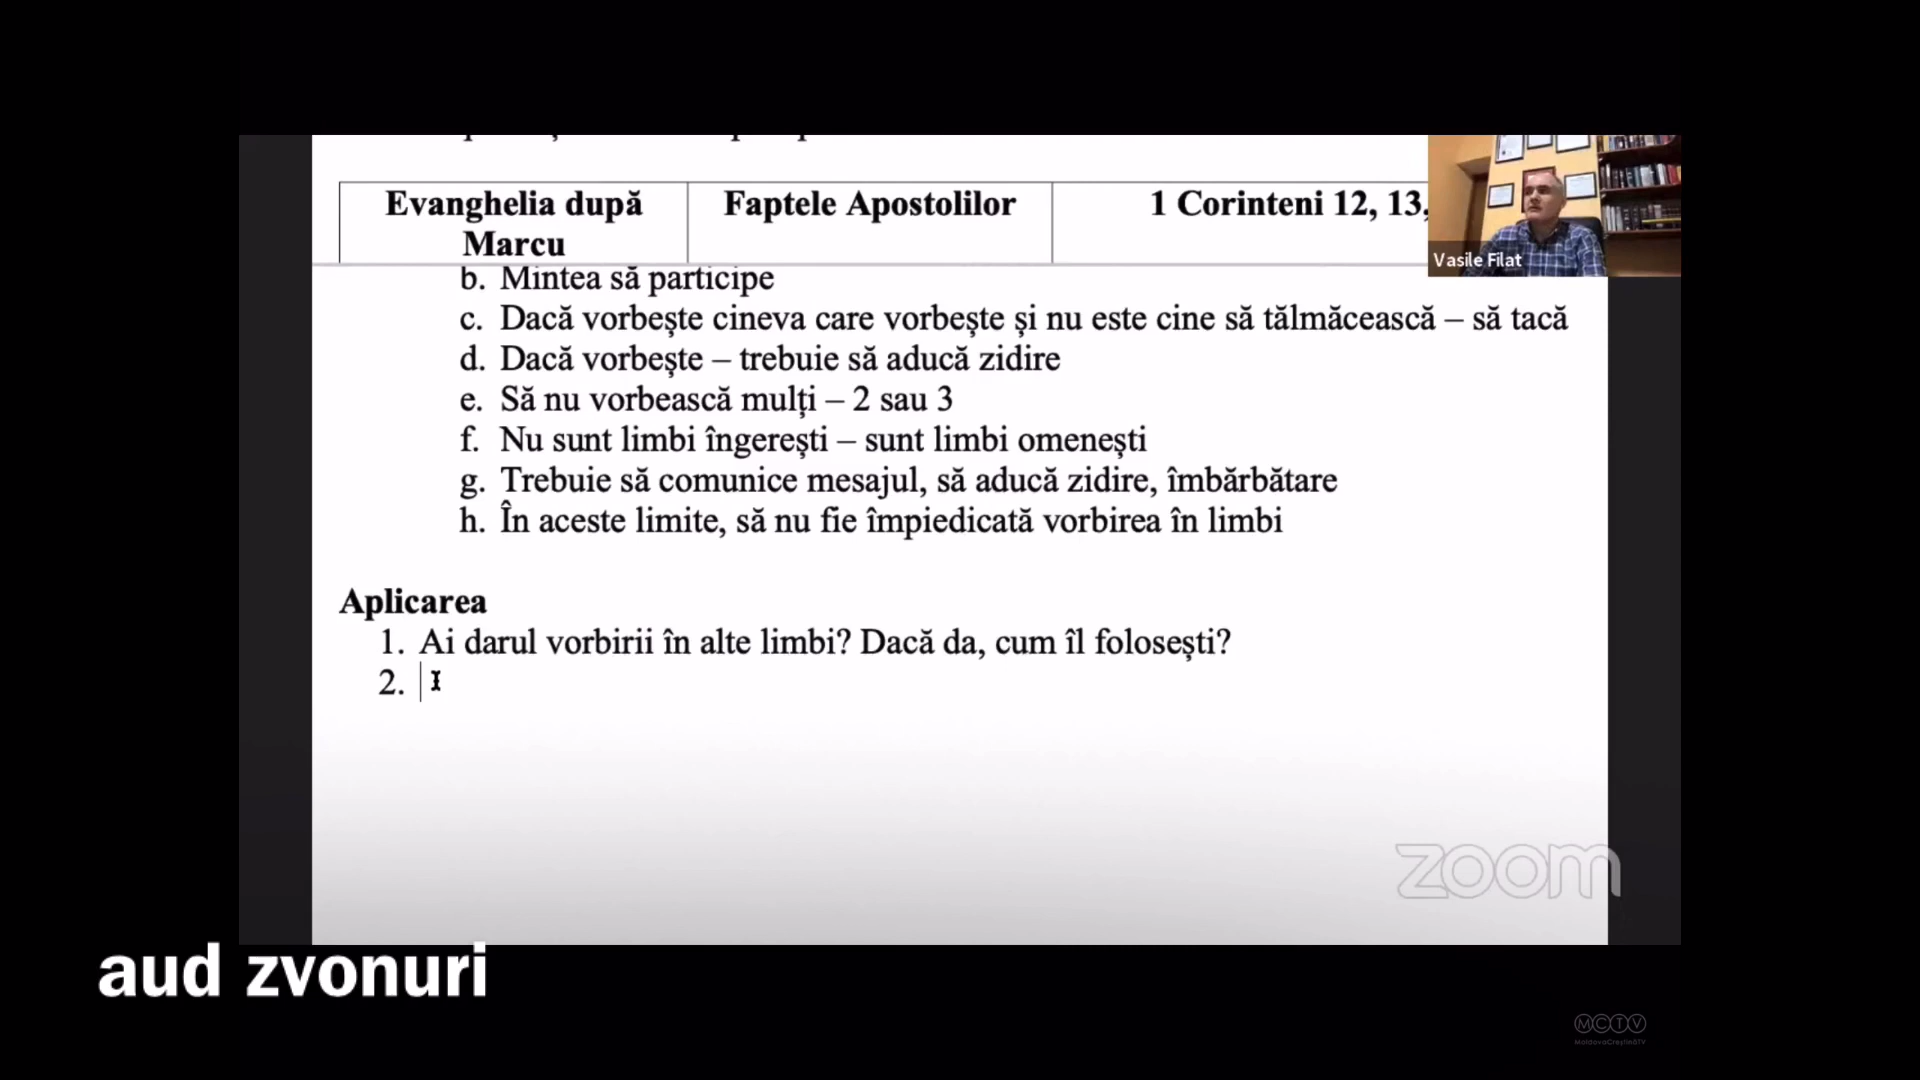 Evanghelia după
Marcu
Faptele Apostolilor
1 Corinteni 12, 13,
Vasile Filat
b. Mintea să participe
c. Dacă vorbește cineva care vorbește și nu este cine să tălmăcească – să tacă
d. Dacă vorbește – trebuie să aducă zidire
e. Să nu vorbească mulți – 2 sau 3
f. Nu sunt limbi îngerești – sunt limbi omenești
g. Trebuie să comunice mesajul, să aducă zidire, îmbărbătare
h. În aceste limite, să nu fie împiedicată vorbirea în limbi
Aplicarea
1. Ai darul vorbirii în alte limbi? Dacă da, cum îl folosești?
2.
zoom
aud zvonuri
MCTV
MoldovaCreștinăTV